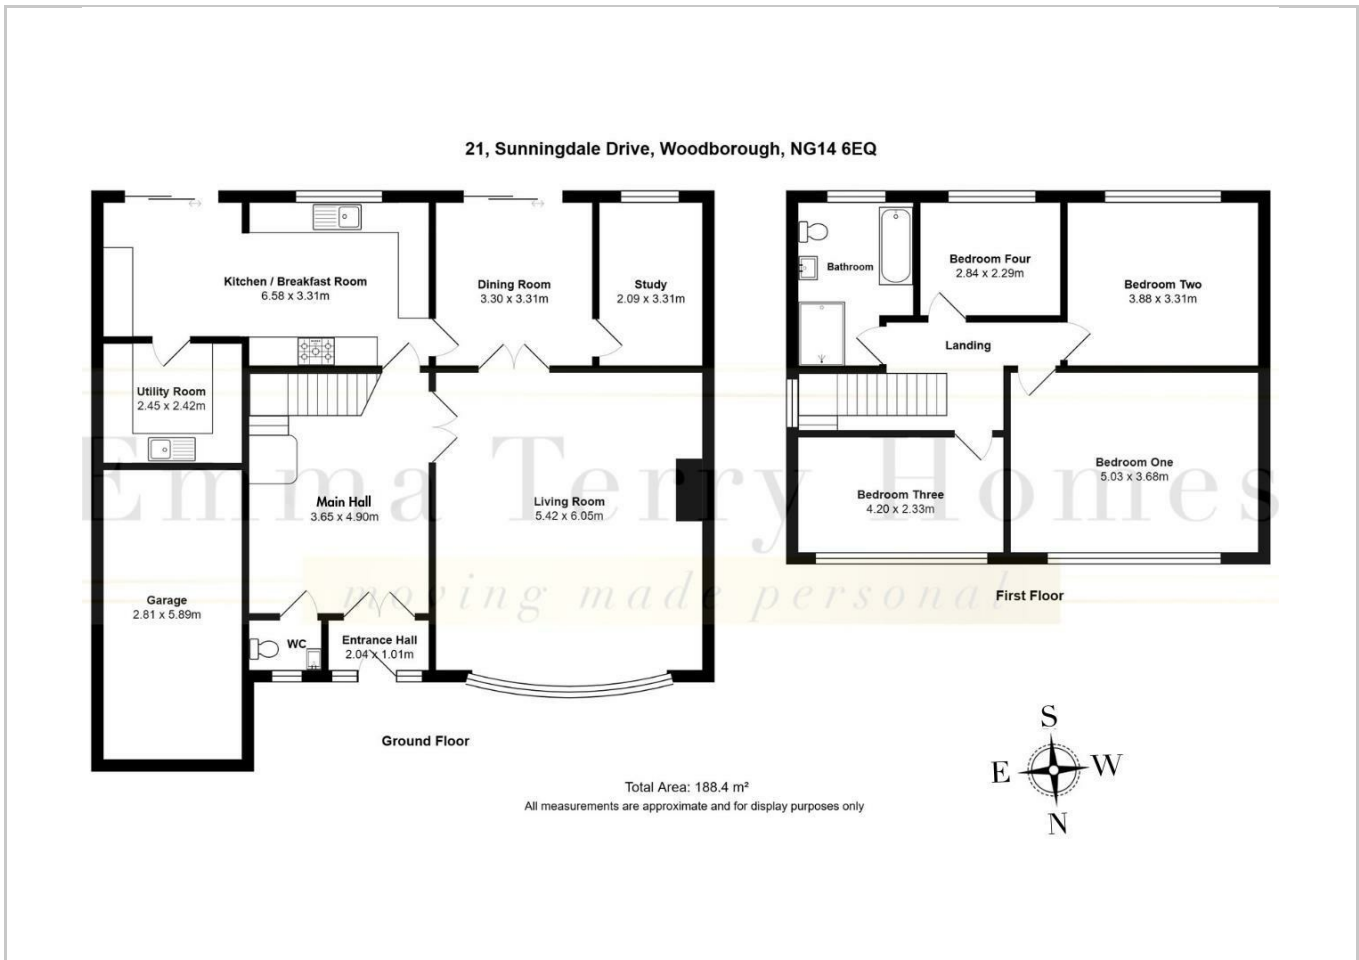 21, Sunningdale Drive, Woodborough, NG14 6EQ
Kitchen / Breakfast Room
6.58 x 3.31m
Dining Room
3.30 x 3.31m
Study
2.09 x 3.31m
Utility Room
2.45 x 2.42m
Main Hall
3.65 x 4.90m
Living Room
5.42 x 6.05m
Garage
2.81 x 5.89m
WC
Entrance Hall
2.04 x 1.01m
Ground Floor
Bathroom
Bedroom Four
2.84 x 2.29m
Bedroom Two
3.88 x 3.31m
Landing
Bedroom One
5.03 x 3.68m
Bedroom Three
4.20 x 2.33m
First Floor
Emma Terry Homes
moving made personal
Total Area: 188.4 m²
All measurements are approximate and for display purposes only
S
E
W
N